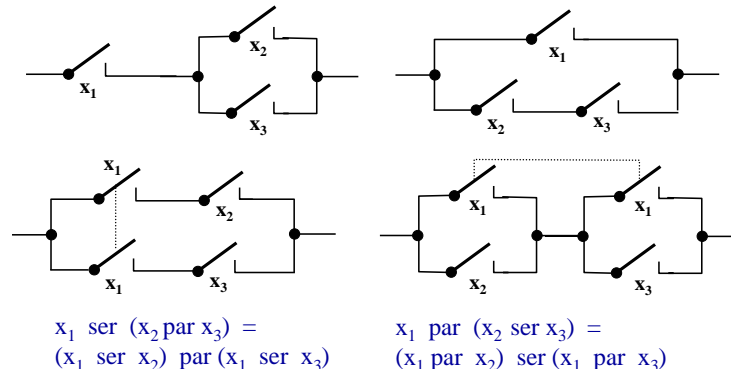 x₂
x₁
x₃
x₁
x₂ x₃
x₁
x₂
x₁ x₃
x₁ x₁
x₂ x₃
x₁ ser (x₂ par x₃) =
(x₁ ser x₂) par (x₁ ser x₃)
x₁ par (x₂ ser x₃) =
(x₁ par x₂) ser (x₁ par x₃)